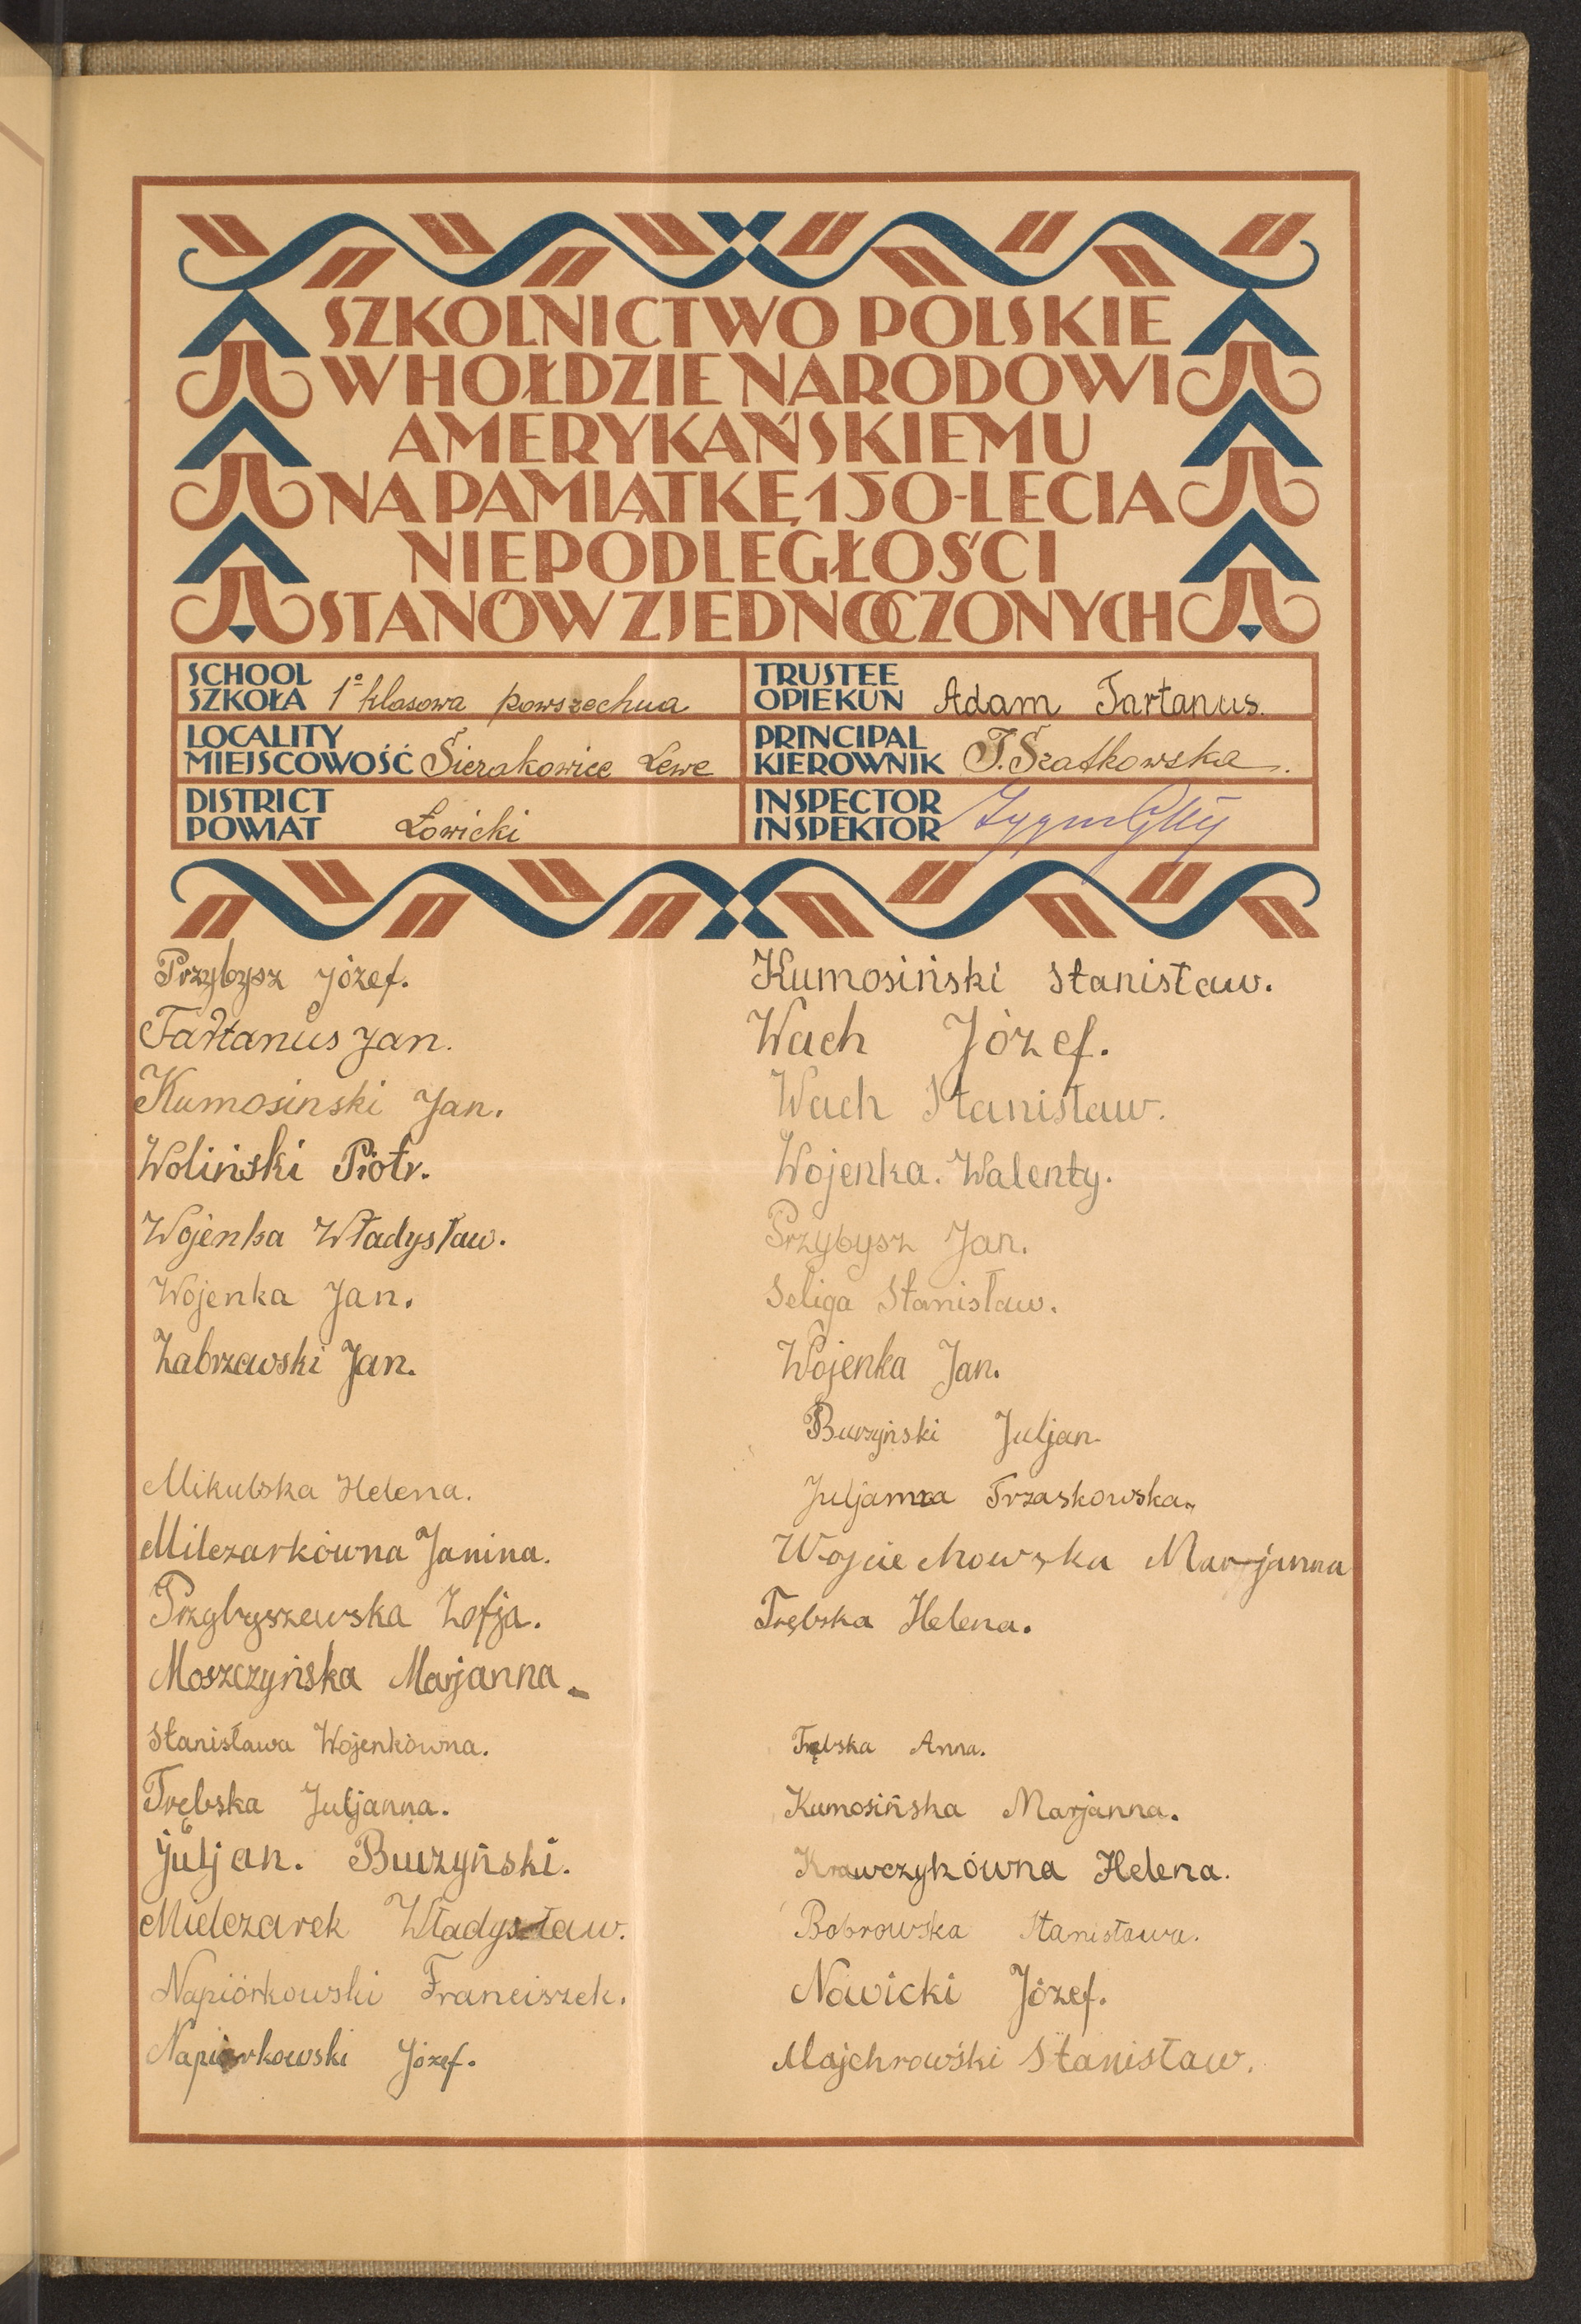 SZKOLNICTWO POLSKIE
W HOŁDZIE NARODOWI
AMERYKAŃSKIEMU
NA PAMIĄTKĘ 150-LECIA
NIEPODLEGŁOŚCI
STANÓW ZJEDNOCZONYCH
SCHOOL
SZKOŁA 1º klasowa powszechna
TRUSTEE
OPIEKUN Adam Tartanus.
LOCALITY
MIEJSCOWOŚĆ Sierakowice Lewe
PRINCIPAL
KIEROWNIK J. Szatkowska.
DISTRICT
POWIAT Łowicki
INSPECTOR
INSPEKTOR
Przybysz Józef.
Tartanus Jan.
Kumosinski Jan.
Woliński Piotr.
Wojenka Władysław.
Wojenka Jan.
Zabrzewski Jan.
Mikulska Helena.
Milczarkówna Janina.
Przybyszewska Zofja.
Moszczyńska Marjanna.
Stanisława Wojenkówna.
Trębska Juljanna.
Juljan. Buużyński.
Mielczarek Władysław.
Napiórkowski Franciszek.
Napiórkowski Józef.
Kumosiński Stanisław.
Wach Józef.
Wach Stanisław.
Wojenka. Walenty.
Przybysz Jan.
Seliga Stanisław.
Wojenka Jan.
Burzyński Juljan
Juljanna Trzaskowska.
Wojciechowska Marjanna
Trębska Helena.
Trębska Anna.
Kumosińska Marjanna.
Krawczykówna Helena.
Bobrowska Stanisława.
Nowicki Józef.
Majchrowski Stanisław.